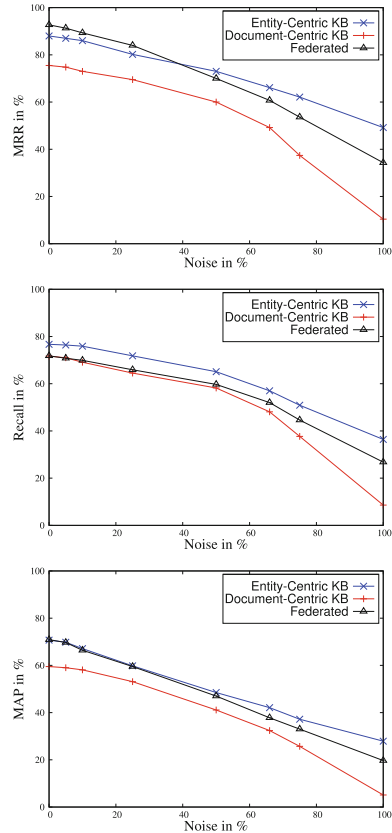 100
80
60
40
20
0
MRR in %
Entity-Centric KB
Document-Centric KB
Federated
0 20 40 60 80 100
Noise in %
100
80
60
40
20
0
Recall in %
Entity-Centric KB
Document-Centric KB
Federated
0 20 40 60 80 100
Noise in %
100
80
60
40
20
0
MAP in %
Entity-Centric KB
Document-Centric KB
Federated
0 20 40 60 80 100
Noise in %